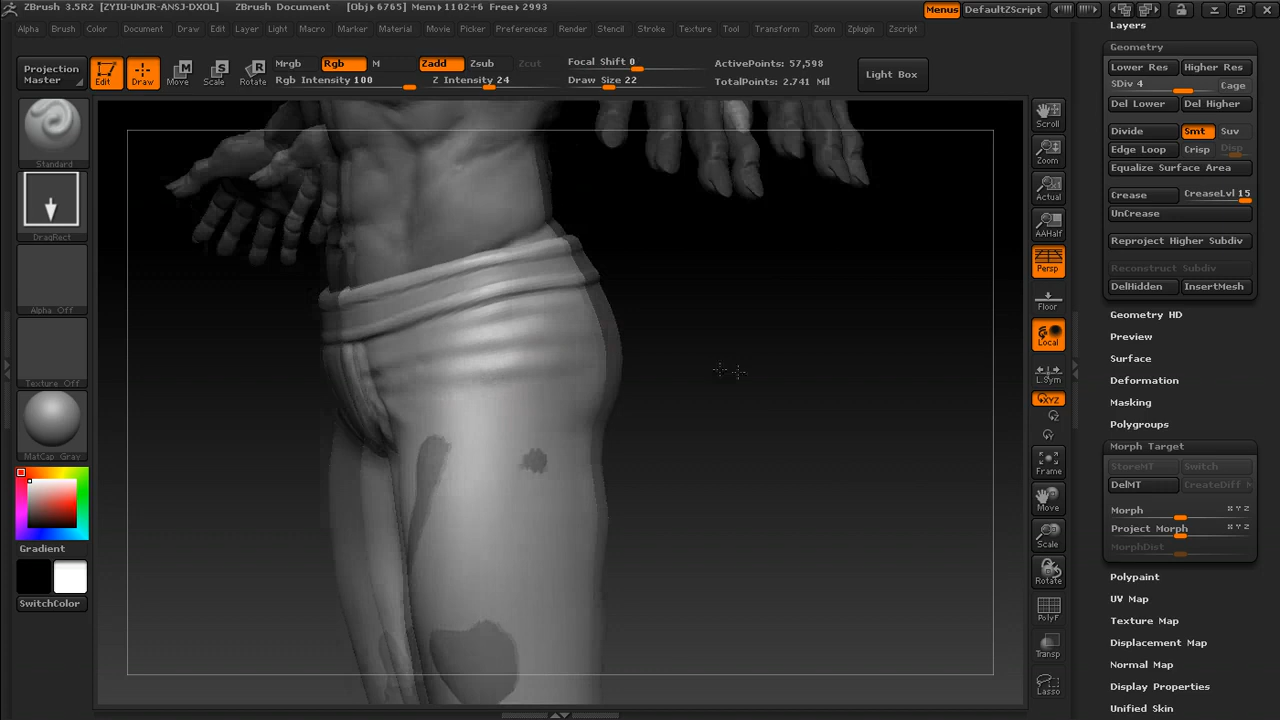 ZBrush 3.5R2 [ZYIU-UMJR-ANSJ-DXOL] ZBrush Document [Obj▸6765] Mem▸1102+6 Free▸2993 Menus DefaultZScript
Alpha Brush Color Document Draw Edit Layer Light Macro Marker Material Movie Picker Preferences Render Stencil Stroke Texture Tool Transform Zoom Zplugin Zscript
Projection Master
Edit
Draw
Move
Scale
Rotate
Mrgb Rgb M
Rgb Intensity 100
Zadd Zsub Zcut
Z Intensity 24
Focal Shift 0
Draw Size 22
ActivePoints: 57,598
TotalPoints: 2.741 Mil
Light Box
Standard
DragRect
Alpha Off
Texture Off
MatCap Gray
Gradient
SwitchColor
Scroll
Zoom
Actual
AAHalf
Persp
Floor
Local
L.Sym
XYZ
Frame
Move
Scale
Rotate
PolyF
Transp
Lasso
Layers
Geometry
Lower Res Higher Res
SDiv 4 Cage
Del Lower Del Higher
Divide Smt Suv
Edge Loop Crisp Disp
Equalize Surface Area
Crease CreaseLvl 15
UnCrease
Reproject Higher Subdiv
Reconstruct Subdiv
DelHidden InsertMesh
Geometry HD
Preview
Surface
Deformation
Masking
Polygroups
Morph Target
StoreMT Switch
DelMT CreateDiff M
Morph X Y Z
Project Morph X Y Z
MorphDist
Polypaint
UV Map
Texture Map
Displacement Map
Normal Map
Display Properties
Unified Skin